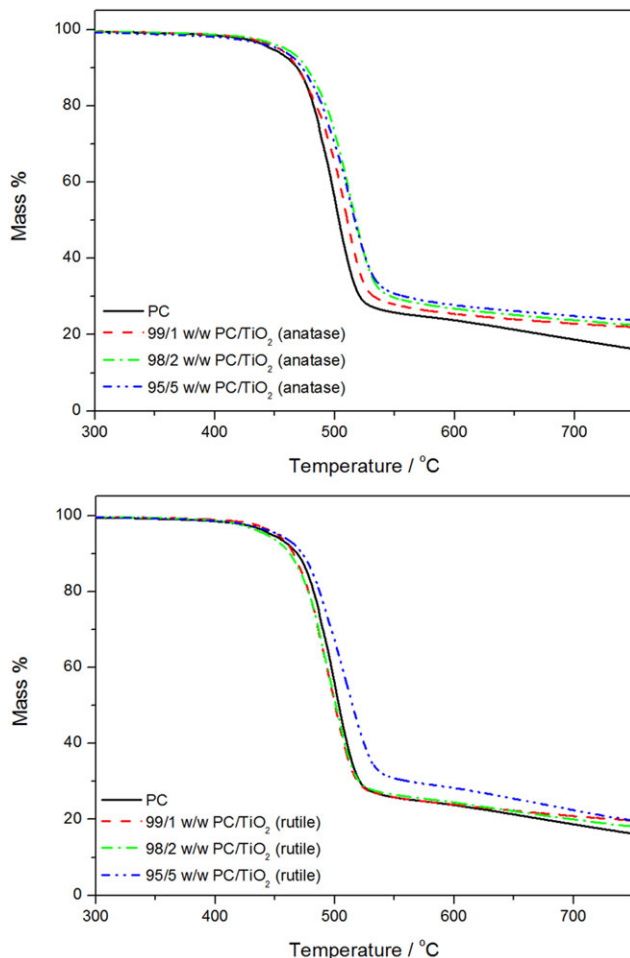 100
80
60
40
20
0
Mass %
PC
99/1 w/w PC/TiO2 (anatase)
98/2 w/w PC/TiO2 (anatase)
95/5 w/w PC/TiO2 (anatase)
300
400
500
600
700
Temperature / °C
100
80
60
40
20
0
Mass %
PC
99/1 w/w PC/TiO2 (rutile)
98/2 w/w PC/TiO2 (rutile)
95/5 w/w PC/TiO2 (rutile)
300
400
500
600
700
Temperature / °C